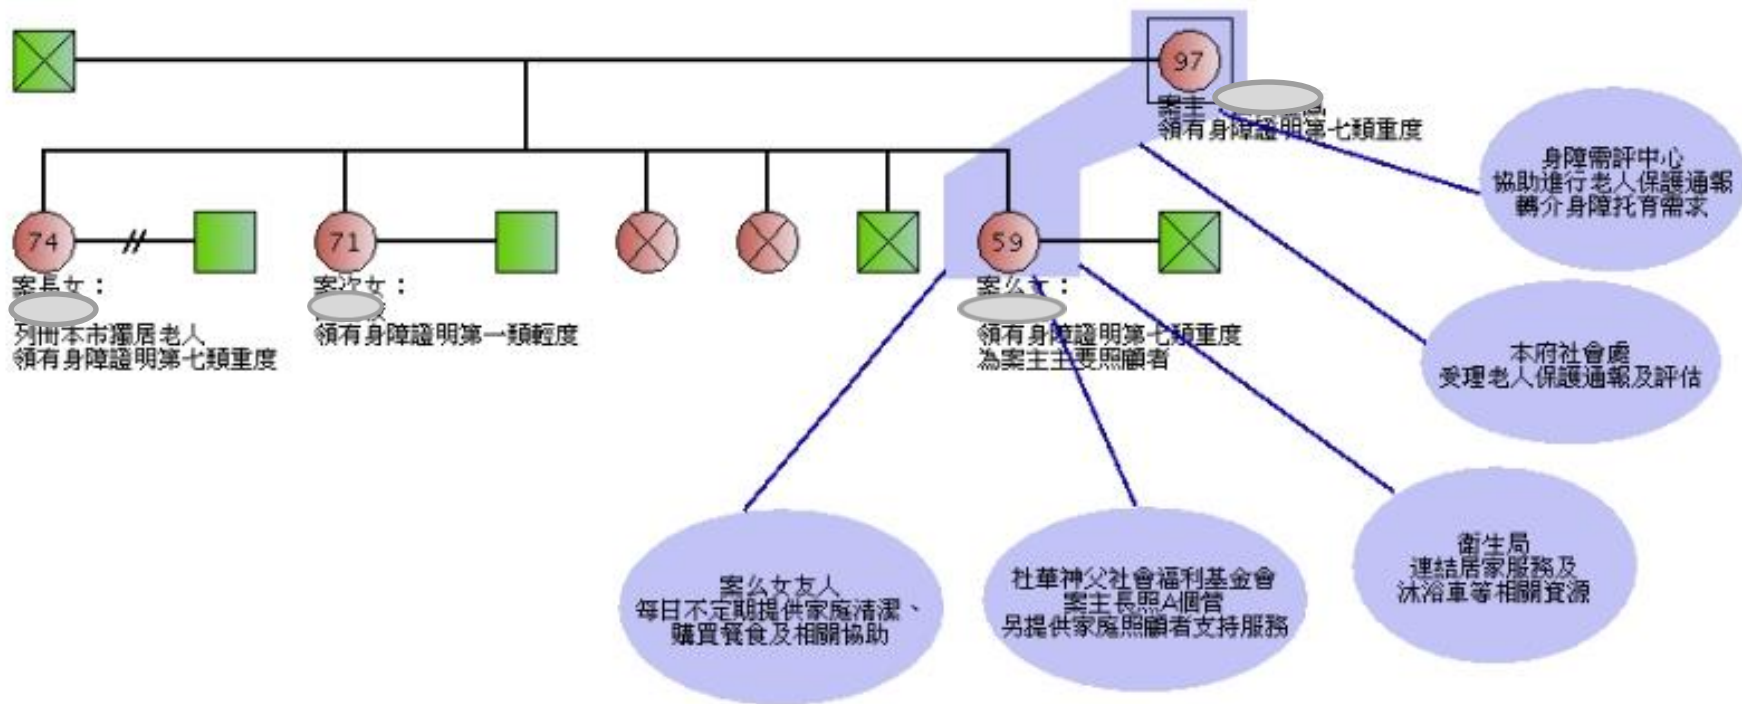 97
案主：
領有身障證明第七類重度
身障需評中心
協助進行老人保護通報
轉介身障托育需求
74
71
59
案長女：
列冊本市獨居老人
領有身障證明第七類重度
案次女：
領有身障證明第一類輕度
案么女：
領有身障證明第七類重度
為案主主要照顧者
本府社會處
受理老人保護通報及評估
案么女友人
每日不定期提供家庭清潔、
購買餐食及相關協助
杜華神父社會福利基金會
案主長照A個管
另提供家庭照顧者支持服務
衛生局
連結居家服務及
沐浴車等相關資源